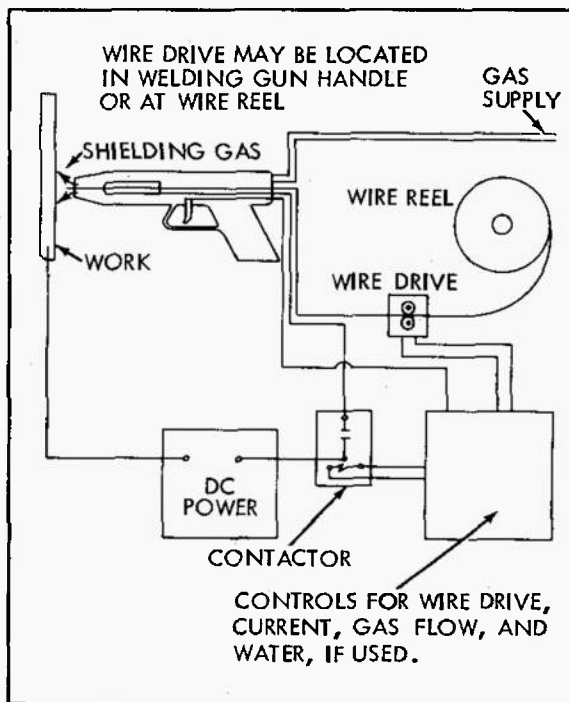 WIRE DRIVE MAY BE LOCATED
IN WELDING GUN HANDLE
OR AT WIRE REEL
GAS
SUPPLY
SHIELDING GAS
WIRE REEL
WORK
WIRE DRIVE
DC
POWER
CONTACTOR
CONTROLS FOR WIRE DRIVE,
CURRENT, GAS FLOW, AND
WATER, IF USED.